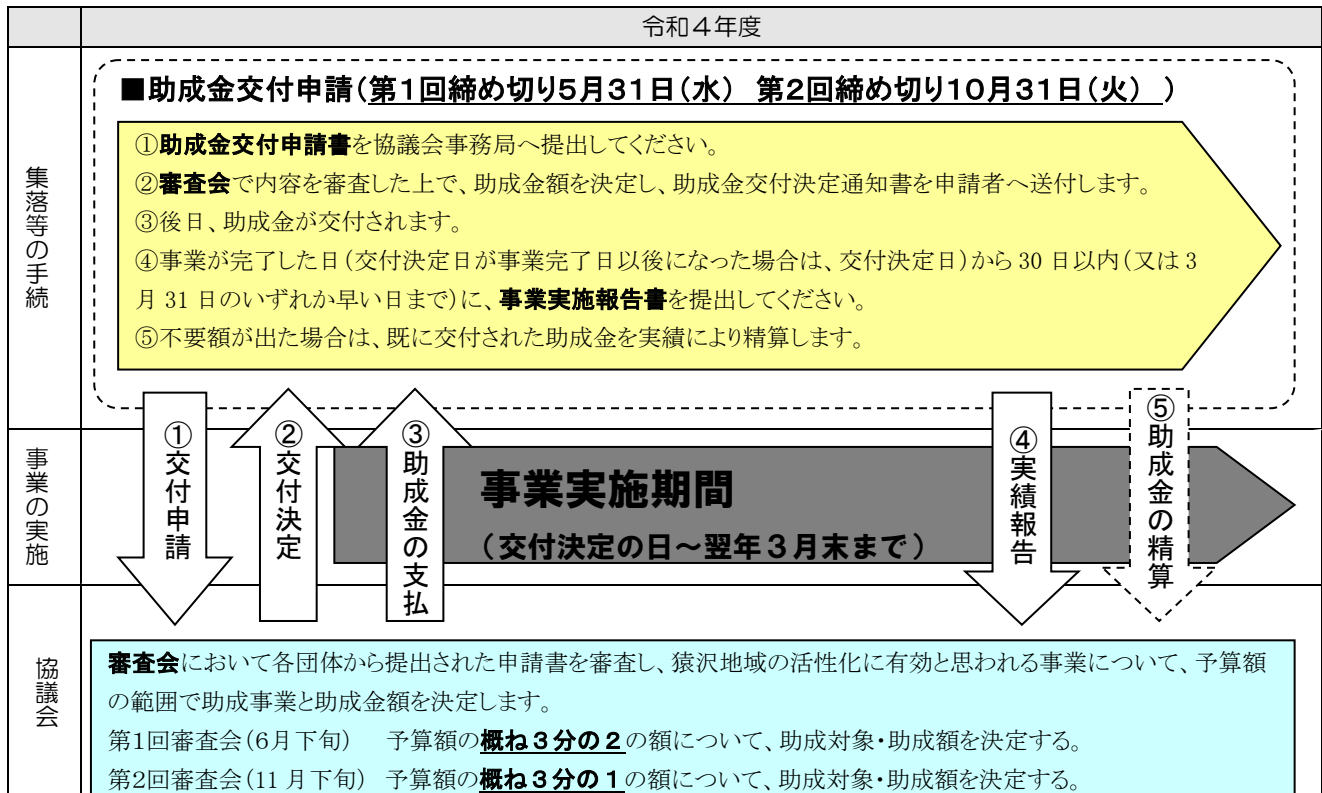 令和４年度
集落等の手続
■助成金交付申請（第１回締め切り５月３１日（水）　第２回締め切り１０月３１日（火）　）
①助成金交付申請書を協議会事務局へ提出してください。
②審査会で内容を審査した上で、助成金額を決定し、助成金交付決定通知書を申請者へ送付します。
③後日、助成金が交付されます。
④事業が完了した日（交付決定日が事業完了日以後になった場合は、交付決定日）から 30 日以内（又は 3
月 31 日のいずれか早い日まで）に、事業実施報告書を提出してください。
⑤不要額が出た場合は、既に交付された助成金を実績により精算します。
事業の実施
①交付申請
②交付決定
③助成金の支払
事業実施期間
（交付決定の日～翌年３月末まで）
④実績報告
⑤助成金の精算
協議会
審査会において各団体から提出された申請書を審査し、猿沢地域の活性化に有効と思われる事業について、予算額
の範囲で助成事業と助成金額を決定します。
第１回審査会（６月下旬）　予算額の概ね３分の２の額について、助成対象・助成額を決定する。
第２回審査会（11 月下旬）　予算額の概ね３分の１の額について、助成対象・助成額を決定する。